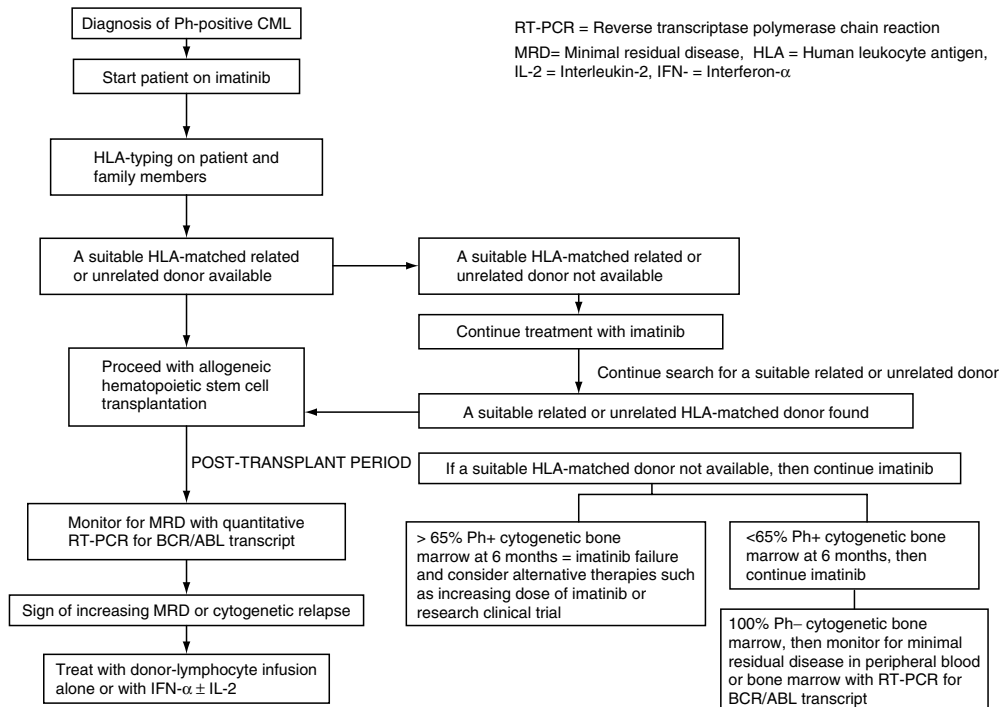 Diagnosis of Ph-positive CML
RT-PCR = Reverse transcriptase polymerase chain reaction
MRD= Minimal residual disease, HLA = Human leukocyte antigen,
IL-2 = Interleukin-2, IFN- = Interferon-α
Start patient on imatinib
HLA-typing on patient and
family members
A suitable HLA-matched related
or unrelated donor available
A suitable HLA-matched related or
unrelated donor not available
Continue treatment with imatinib
Proceed with allogeneic
hematopoietic stem cell
transplantation
Continue search for a suitable related or unrelated donor
A suitable related or unrelated HLA-matched donor found
POST-TRANSPLANT PERIOD
If a suitable HLA-matched donor not available, then continue imatinib
Monitor for MRD with quantitative
RT-PCR for BCR/ABL transcript
> 65% Ph+ cytogenetic bone
marrow at 6 months = imatinib failure
and consider alternative therapies such
as increasing dose of imatinib or
research clinical trial
<65% Ph+ cytogenetic bone
marrow at 6 months, then
continue imatinib
Sign of increasing MRD or cytogenetic relapse
100% Ph– cytogenetic bone
marrow, then monitor for minimal
residual disease in peripheral blood
or bone marrow with RT-PCR for
BCR/ABL transcript
Treat with donor-lymphocyte infusion
alone or with IFN-α ± IL-2